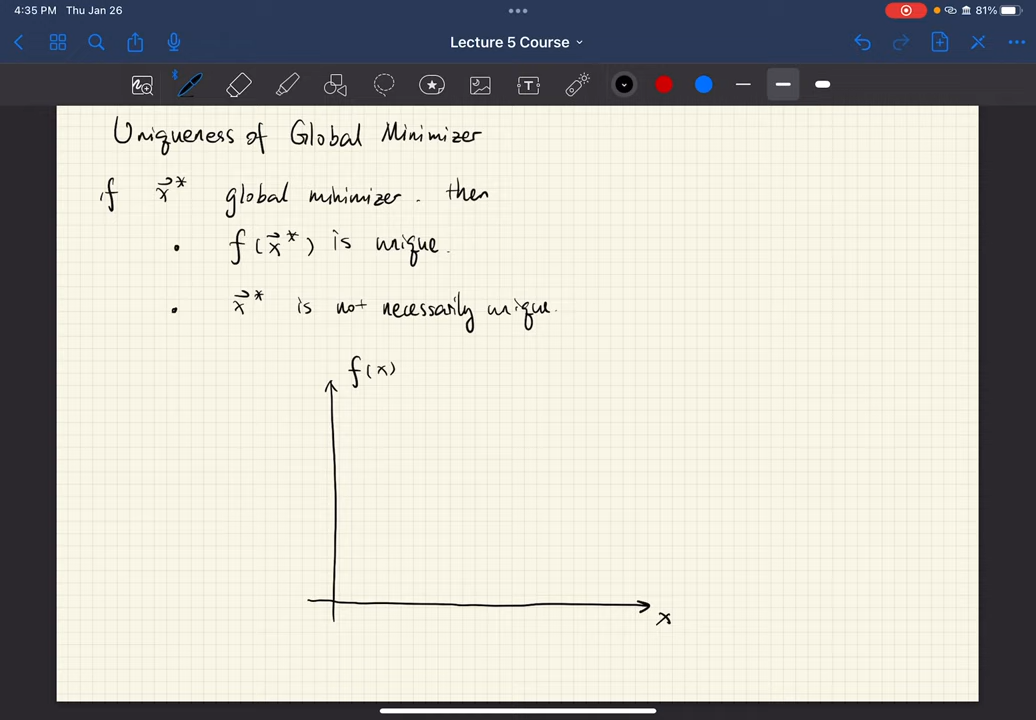 4:35 PM Thu Jan 26
81%
Lecture 5 Course
T
Uniqueness of Global Minimizer
if x⃗* global minimizer. then
• f(x⃗*) is unique.
• x⃗* is not necessarily unique.
f(x)
x